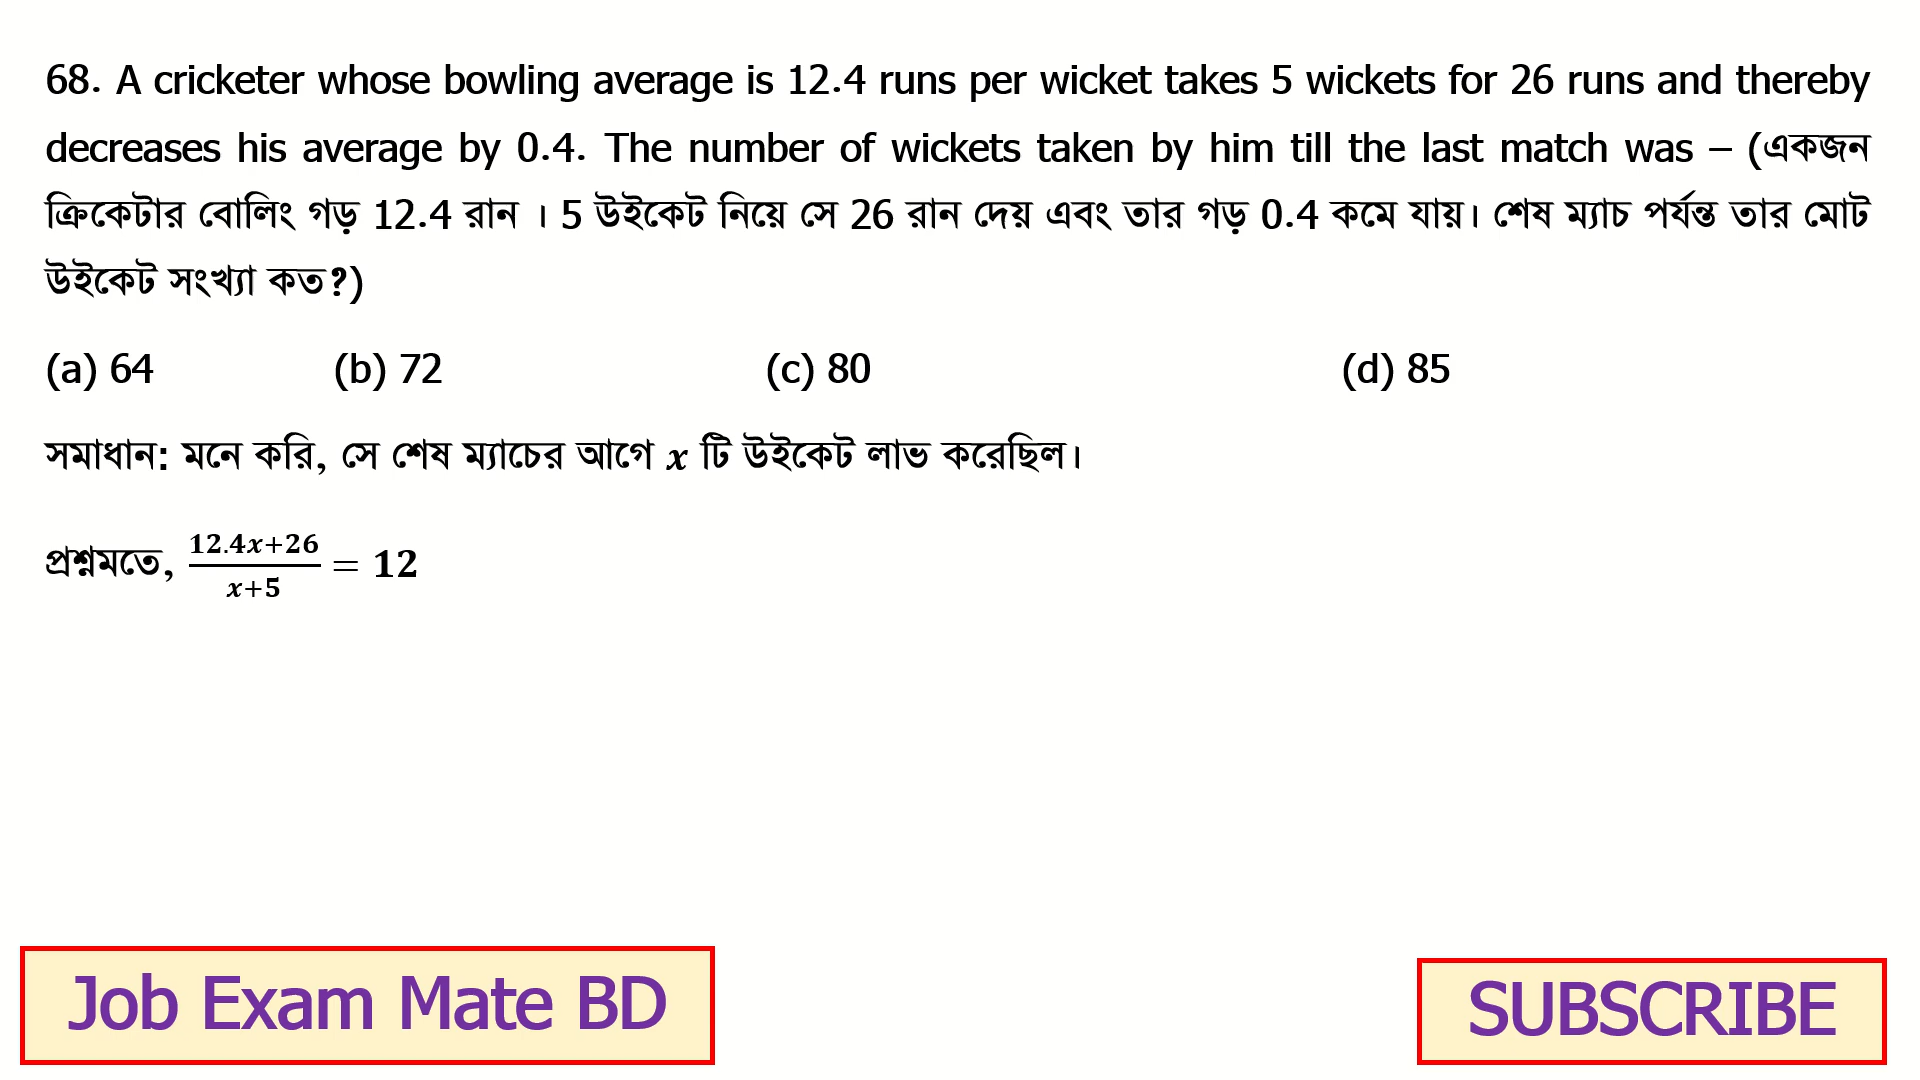 68. A cricketer whose bowling average is 12.4 runs per wicket takes 5 wickets for 26 runs and thereby
decreases his average by 0.4. The number of wickets taken by him till the last match was – (একজন
ক্রিকেটার বোলিং গড় 12.4 রান । 5 উইকেট নিয়ে সে 26 রান দেয় এবং তার গড় 0.4 কমে যায়। শেষ ম্যাচ পর্যন্ত তার মোট
উইকেট সংখ্যা কত?)
(a) 64 (b) 72 (c) 80 (d) 85
সমাধান: মনে করি, সে শেষ ম্যাচের আগে x টি উইকেট লাভ করেছিল।
প্রশ্নমতে, (12.4x+26)/(x+5) = 12
Job Exam Mate BD
SUBSCRIBE